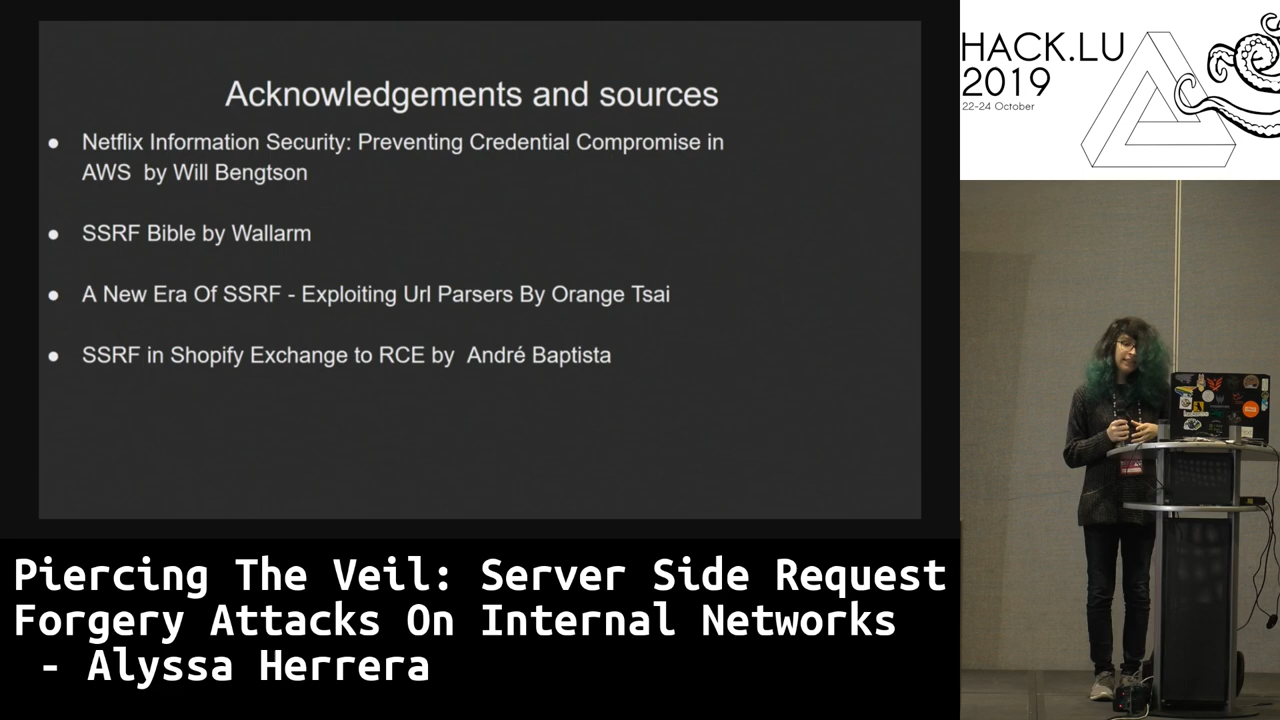 Acknowledgements and sources
● Netflix Information Security: Preventing Credential Compromise in
AWS by Will Bengtson
● SSRF Bible by Wallarm
● A New Era Of SSRF - Exploiting Url Parsers By Orange Tsai
● SSRF in Shopify Exchange to RCE by André Baptista
HACK.LU
2019
22-24 October
Piercing The Veil: Server Side Request
Forgery Attacks On Internal Networks
- Alyssa Herrera